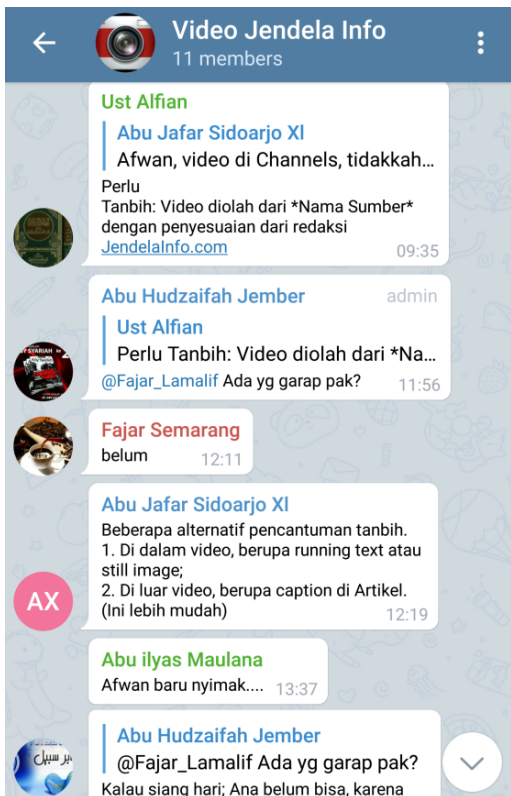 Video Jendela Info
11 members
Ust Alfian
Abu Jafar Sidoarjo Xl
Afwan, video di Channels, tidakkah...
Perlu
Tanbih: Video diolah dari *Nama Sumber*
dengan penyesuaian dari redaksi
JendelaInfo.com
09:35
Abu Hudzaifah Jember admin
Ust Alfian
Perlu Tanbih: Video diolah dari *Na...
@Fajar_Lamalif Ada yg garap pak? 11:56
Fajar Semarang
belum 12:11
Abu Jafar Sidoarjo Xl
Beberapa alternatif pencantuman tanbih.
1. Di dalam video, berupa running text atau
still image;
2. Di luar video, berupa caption di Artikel.
(Ini lebih mudah) 12:19
AX
Abu ilyas Maulana
Afwan baru nyimak.... 13:37
Abu Hudzaifah Jember
@Fajar_Lamalif Ada yg garap pak?
Kalau siang hari; Ana belum bisa, karena